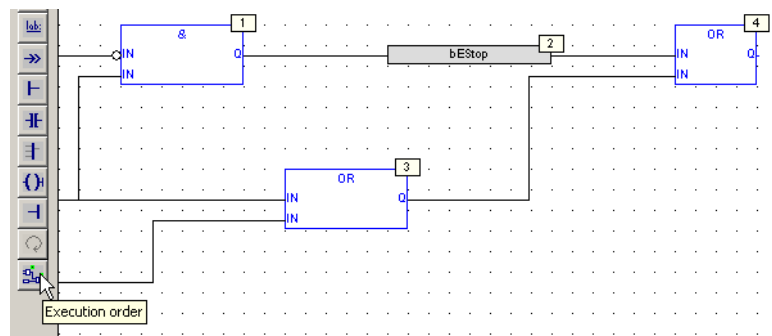 lab:
1
&
IN
Q
IN
bEStop
2
OR
4
IN
Q
IN
OR
3
IN
Q
IN
Execution order